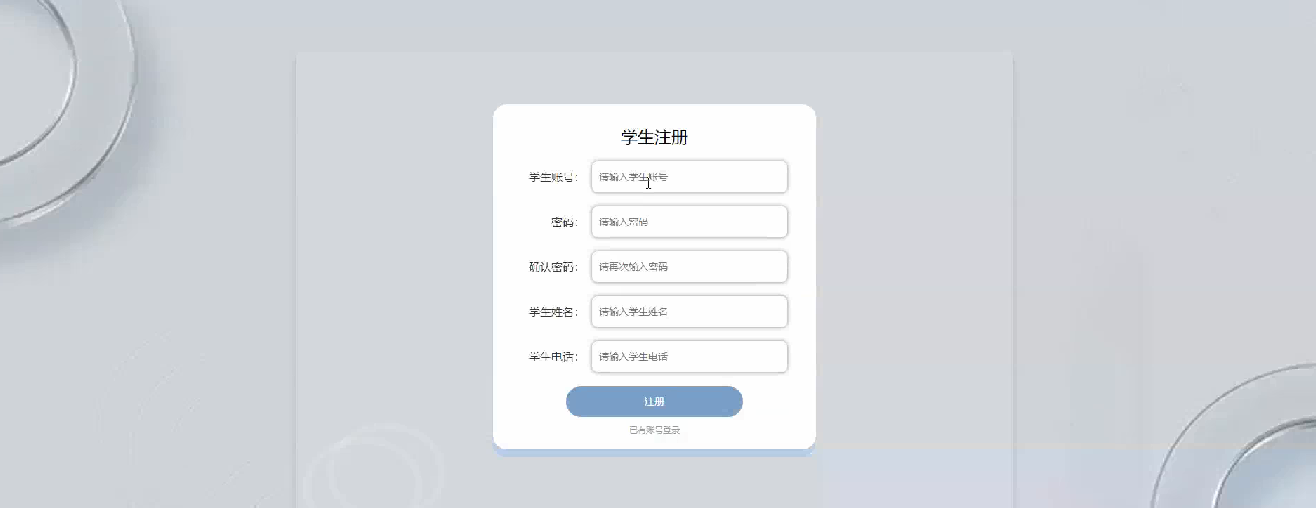 学生注册
学生账号： 请输入学生账号
密码： 请输入密码
确认密码： 请再次输入密码
学生姓名： 请输入学生姓名
学生电话： 请输入学生电话
注册
已有账号登录